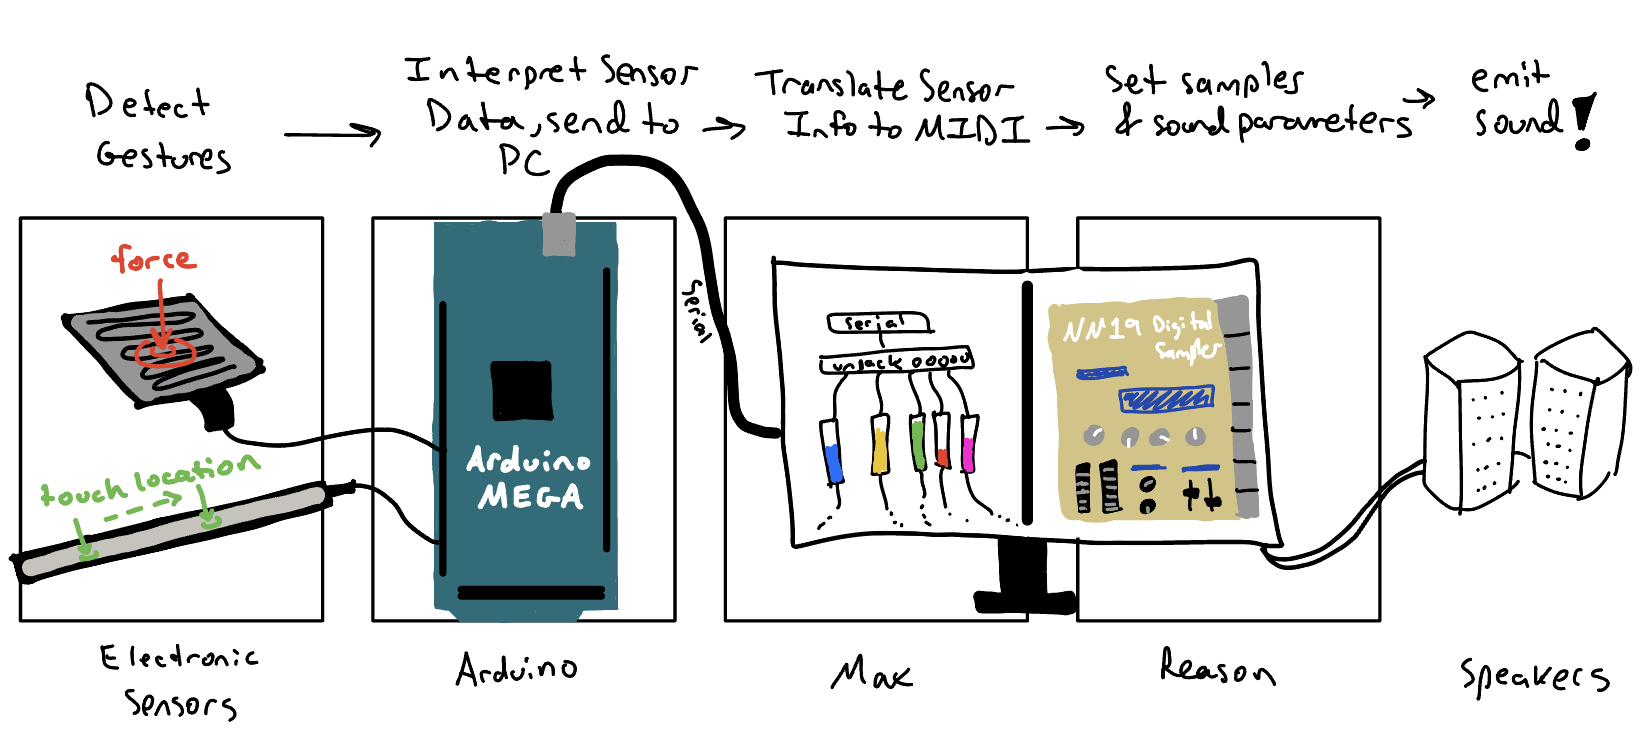 Detect
Gestures
Interpret Sensor
Data, send to
PC
Translate Sensor
Info to MIDI
Set samples
& sound parameters
emit
sound!
force
touch location
Arduino
MEGA
Serial
serial
unpack 00000
NN19 Digital
Sampler
Electronic
Sensors
Arduino
Max
Reason
Speakers